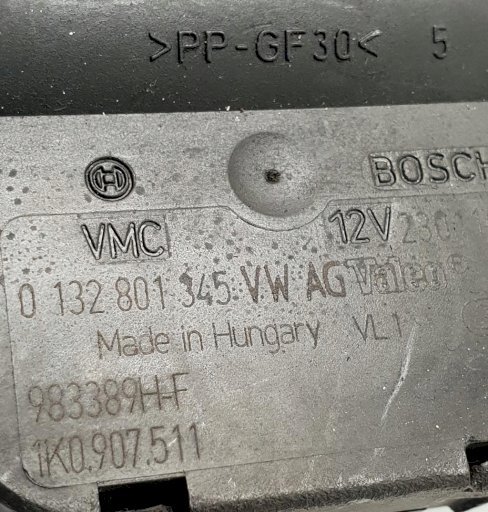 >PP-GF30< 5
BOSCH
VMC 12V
0 132 801 345 VW AG Valeo
Made in Hungary VL1
983389H-F
1K0.907.511